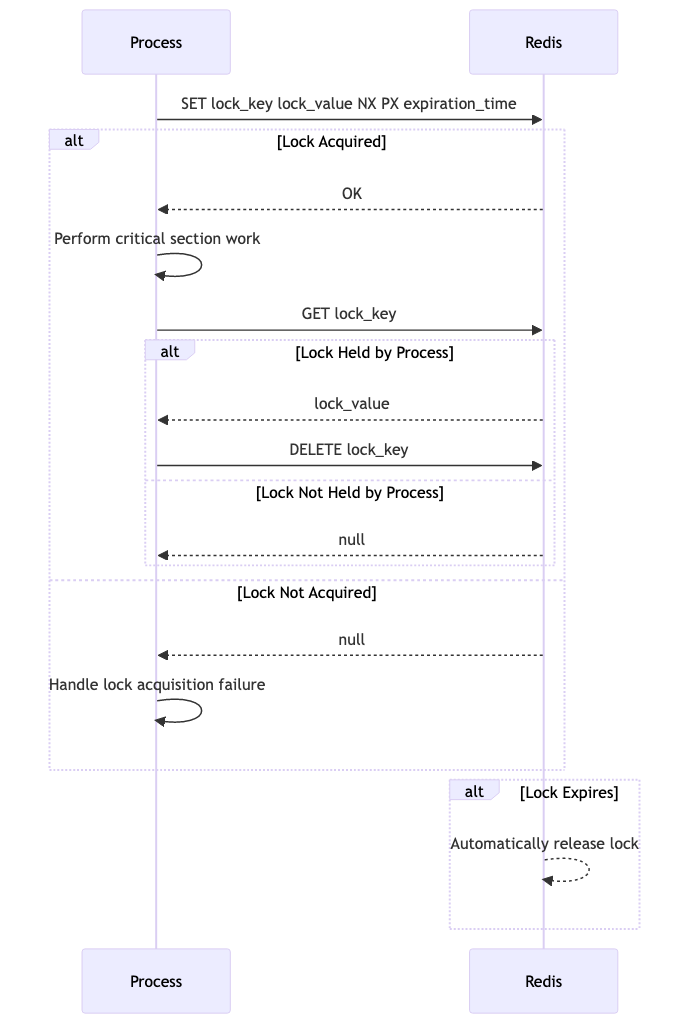 Process
Redis
SET lock_key lock_value NX PX expiration_time
alt
[Lock Acquired]
OK
Perform critical section work
GET lock_key
alt
[Lock Held by Process]
lock_value
DELETE lock_key
[Lock Not Held by Process]
null
[Lock Not Acquired]
null
Handle lock acquisition failure
alt
[Lock Expires]
Automatically release lock
Process
Redis